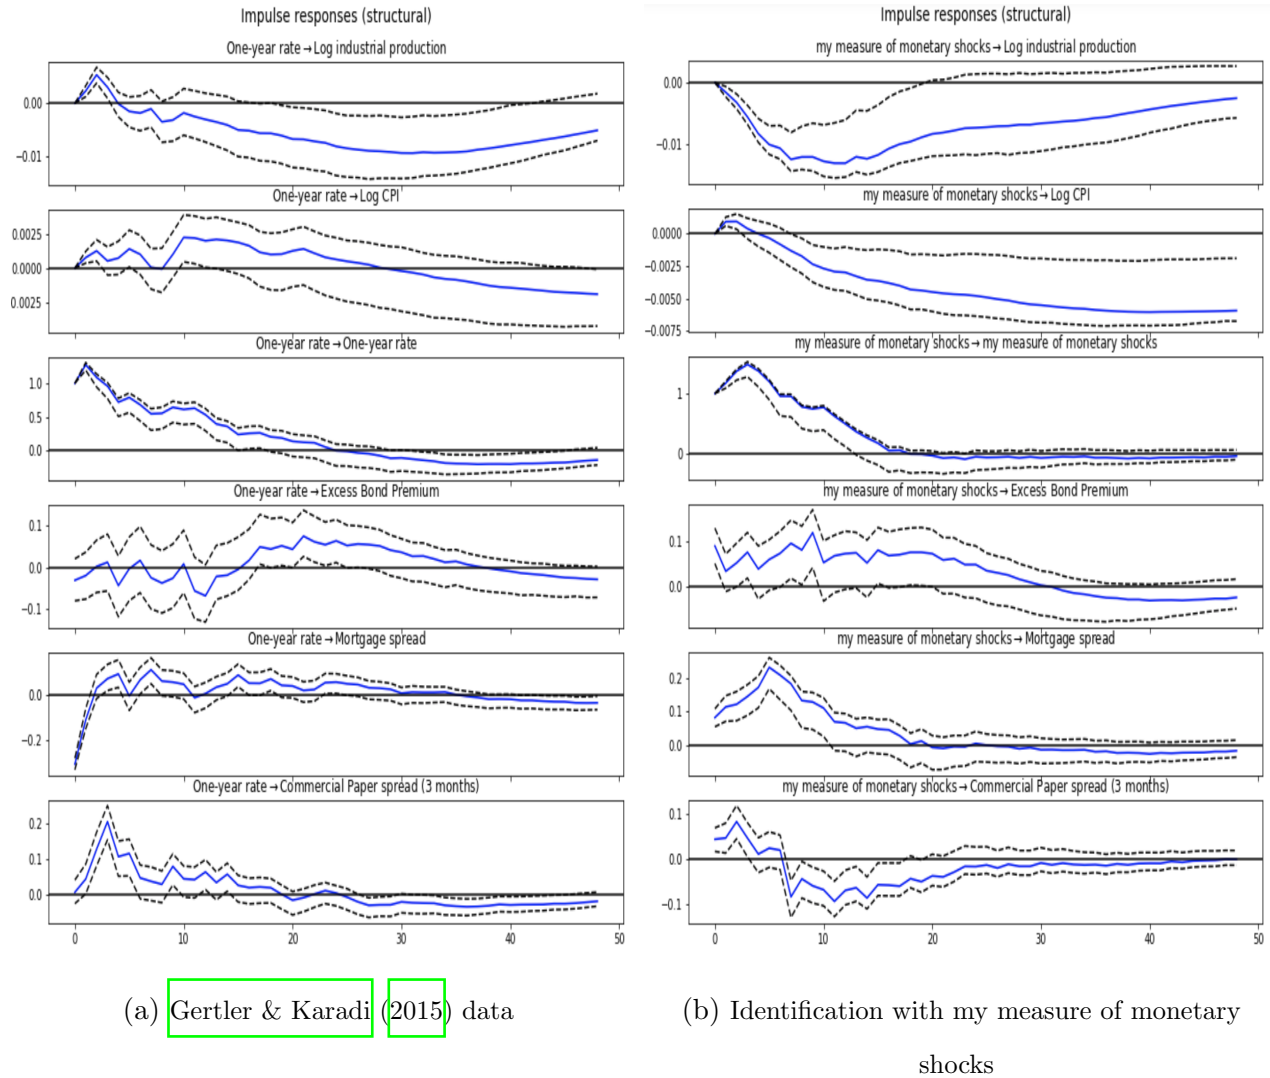 Impulse responses (structural)
One-year rate → Log industrial production
0.00
−0.01
One-year rate → Log CPI
0.0025
0.0000
0.0025
One-year rate → One-year rate
1.0
0.5
0.0
One-year rate → Excess Bond Premium
0.1
0.0
−0.1
One-year rate → Mortgage spread
0.0
−0.2
One-year rate → Commercial Paper spread (3 months)
0.2
0.1
0.0
0 10 20 30 40 50
(a) Gertler & Karadi (2015) data
Impulse responses (structural)
my measure of monetary shocks → Log industrial production
0.00
−0.01
my measure of monetary shocks → Log CPI
0.0000
−0.0025
−0.0050
−0.0075
my measure of monetary shocks → my measure of monetary shocks
1
0
my measure of monetary shocks → Excess Bond Premium
0.1
0.0
my measure of monetary shocks → Mortgage spread
0.2
0.1
0.0
my measure of monetary shocks → Commercial Paper spread (3 months)
0.1
0.0
−0.1
0 10 20 30 40 50
(b) Identification with my measure of monetary
shocks